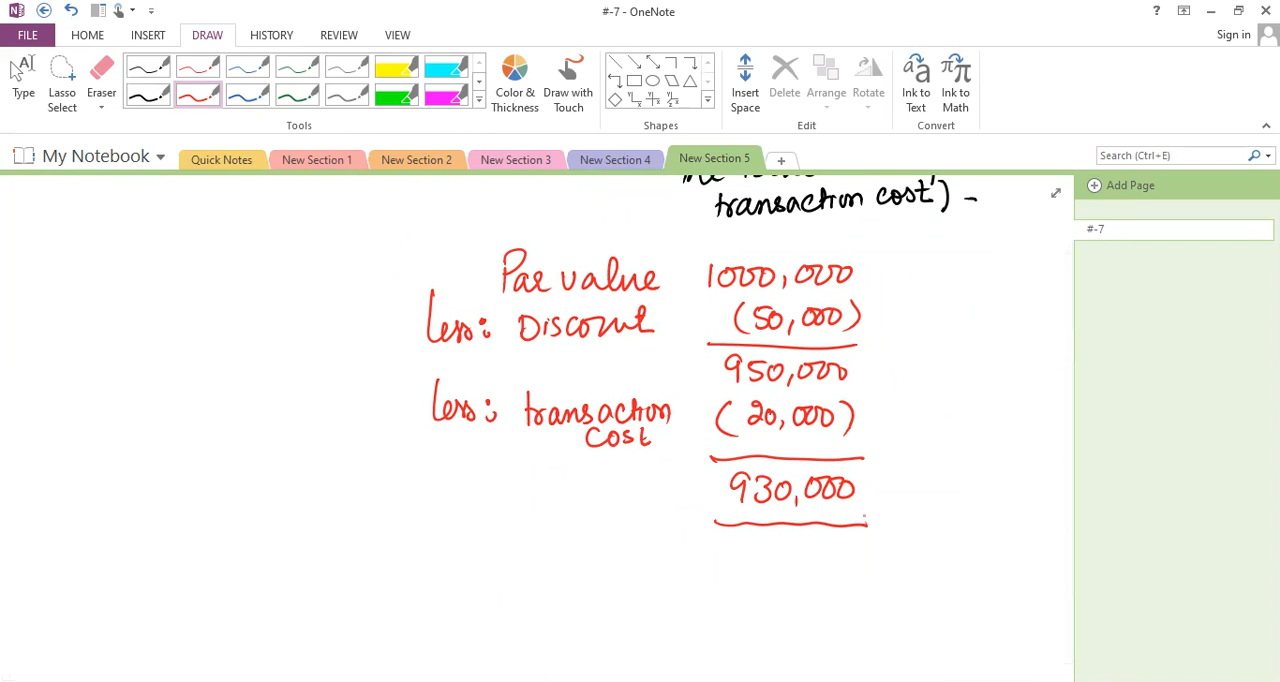 #-7 - OneNote
?
Sign in
FILE HOME INSERT DRAW HISTORY REVIEW VIEW
Type
Lasso Select
Eraser
Color & Thickness
Draw with Touch
Insert Space
Delete
Arrange
Rotate
Ink to Text
Ink to Math
Tools
Shapes
Edit
Convert
My Notebook
Quick Notes New Section 1 New Section 2 New Section 3 New Section 4 New Section 5
Search (Ctrl+E)
Add Page
#-7
transaction cost) -
Par value 1000,000
Less: Discount (50,000)
950,000
Less: transaction cost (20,000)
930,000